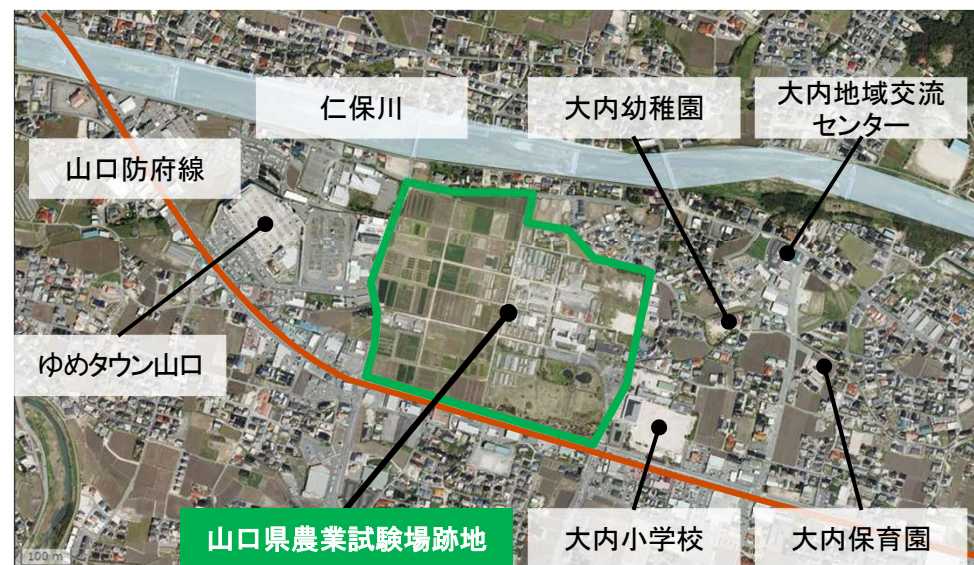 仁保川
大内幼稚園
大内地域交流
センター
山口防府線
ゆめタウン山口
山口県農業試験場跡地
大内小学校
大内保育園
100 m